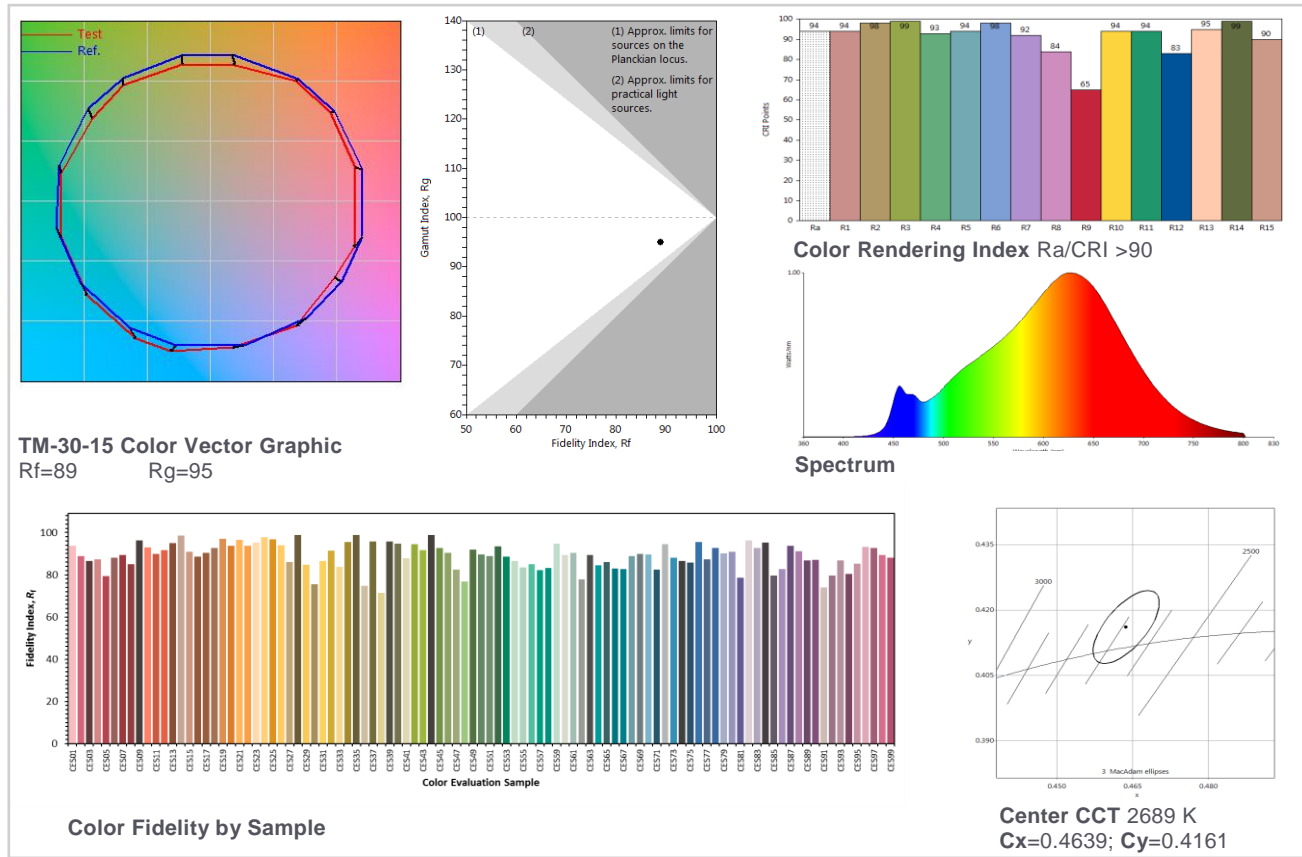 Test
Ref.
TM-30-15 Color Vector Graphic
Rf=89 Rg=95
140
130
120
110
100
90
80
70
60
50 60 70 80 90 100
Gamut Index, Rg
Fidelity Index, Rf
(1) (2)
(1) Approx. limits for
sources on the
Planckian locus.
(2) Approx. limits for
practical light
sources.
100
90
80
70
60
50
40
30
20
10
0
CRI Points
94 94 98 99 93 94 98 92 84 65 94 94 83 95 99 90
Ra R1 R2 R3 R4 R5 R6 R7 R8 R9 R10 R11 R12 R13 R14 R15
Color Rendering Index Ra/CRI >90
1.00
Watts/nm
360 400 450 500 550 600 650 700 750 800 830
Spectrum
100
80
60
40
20
0
Fidelity Index, Rf
CES01 CES03 CES05 CES07 CES09 CES11 CES13 CES15 CES17 CES19 CES21 CES23 CES25 CES27 CES29 CES31 CES33 CES35 CES37 CES39 CES41 CES43 CES45 CES47 CES49 CES51 CES53 CES55 CES57 CES59 CES61 CES63 CES65 CES67 CES69 CES71 CES73 CES75 CES77 CES79 CES81 CES83 CES85 CES87 CES89 CES91 CES93 CES95 CES97 CES99
Color Evaluation Sample
Color Fidelity by Sample
0.435
0.420
0.405
0.390
y
3000
2500
3 MacAdam ellipses
0.450 0.465 0.480
x
Center CCT 2689 K
Cx=0.4639; Cy=0.4161